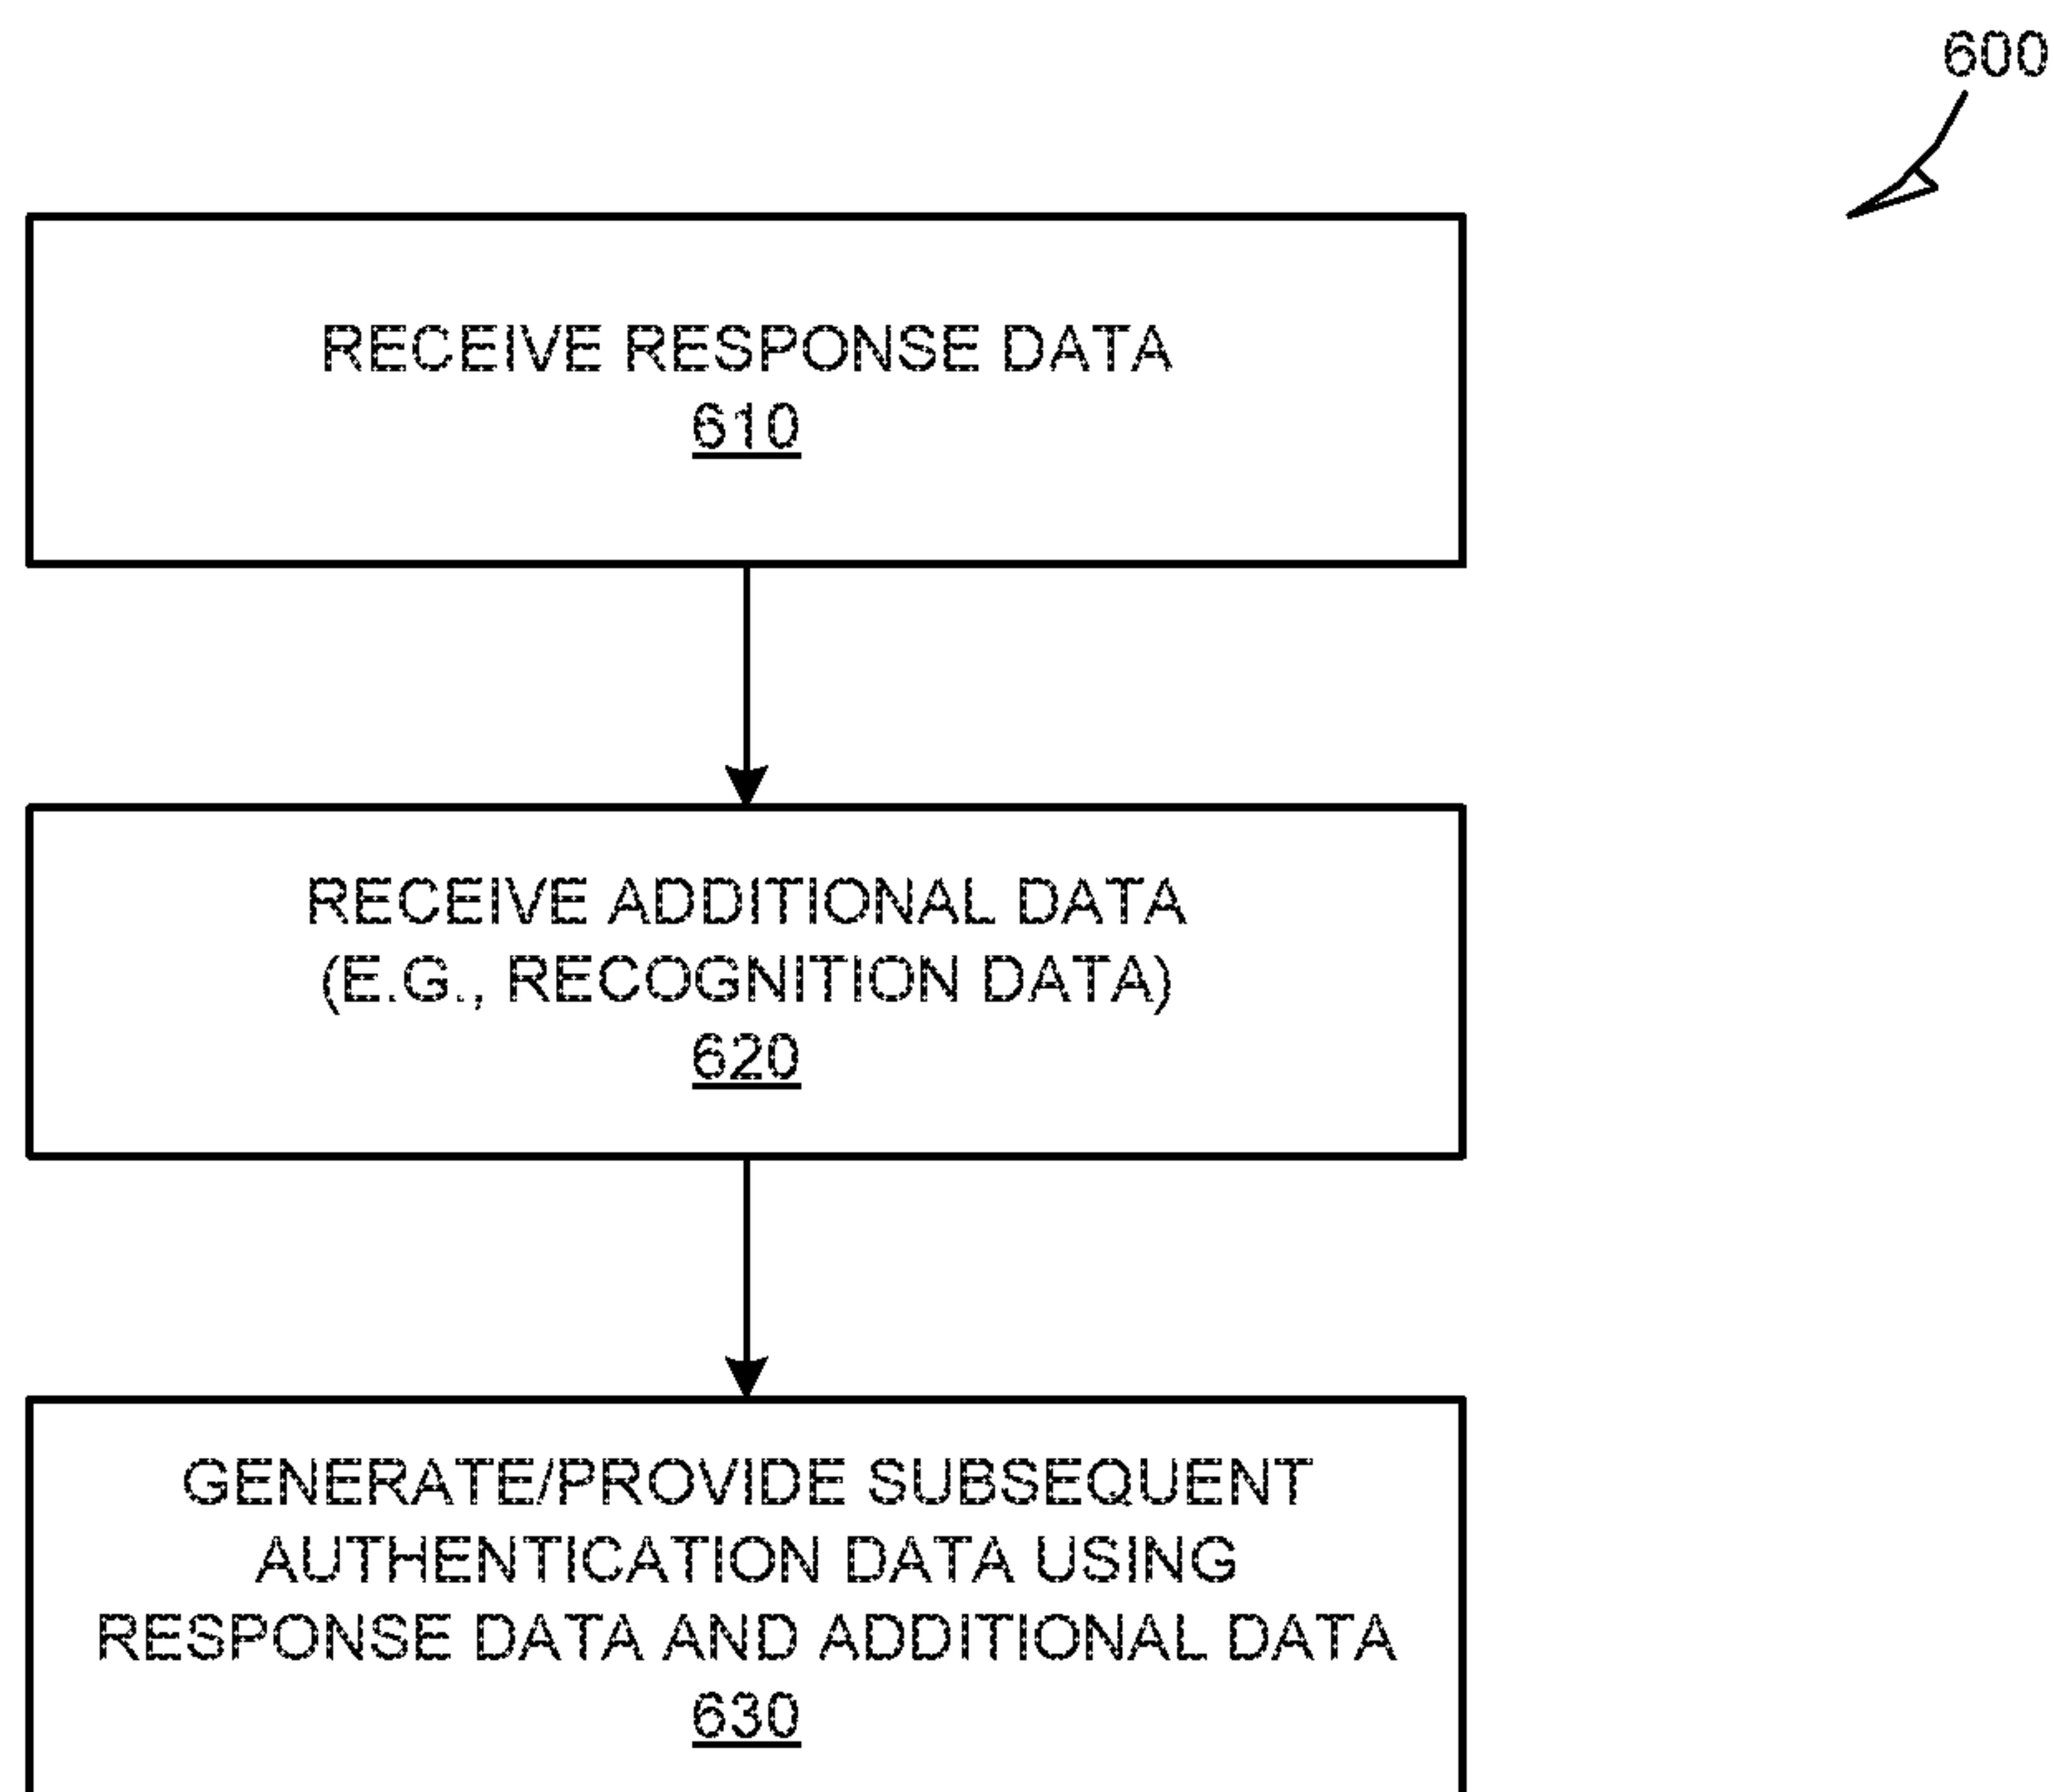 600
RECEIVE RESPONSE DATA
610
RECEIVE ADDITIONAL DATA
(E.G., RECOGNITION DATA)
620
GENERATE/PROVIDE SUBSEQUENT
AUTHENTICATION DATA USING
RESPONSE DATA AND ADDITIONAL DATA
630